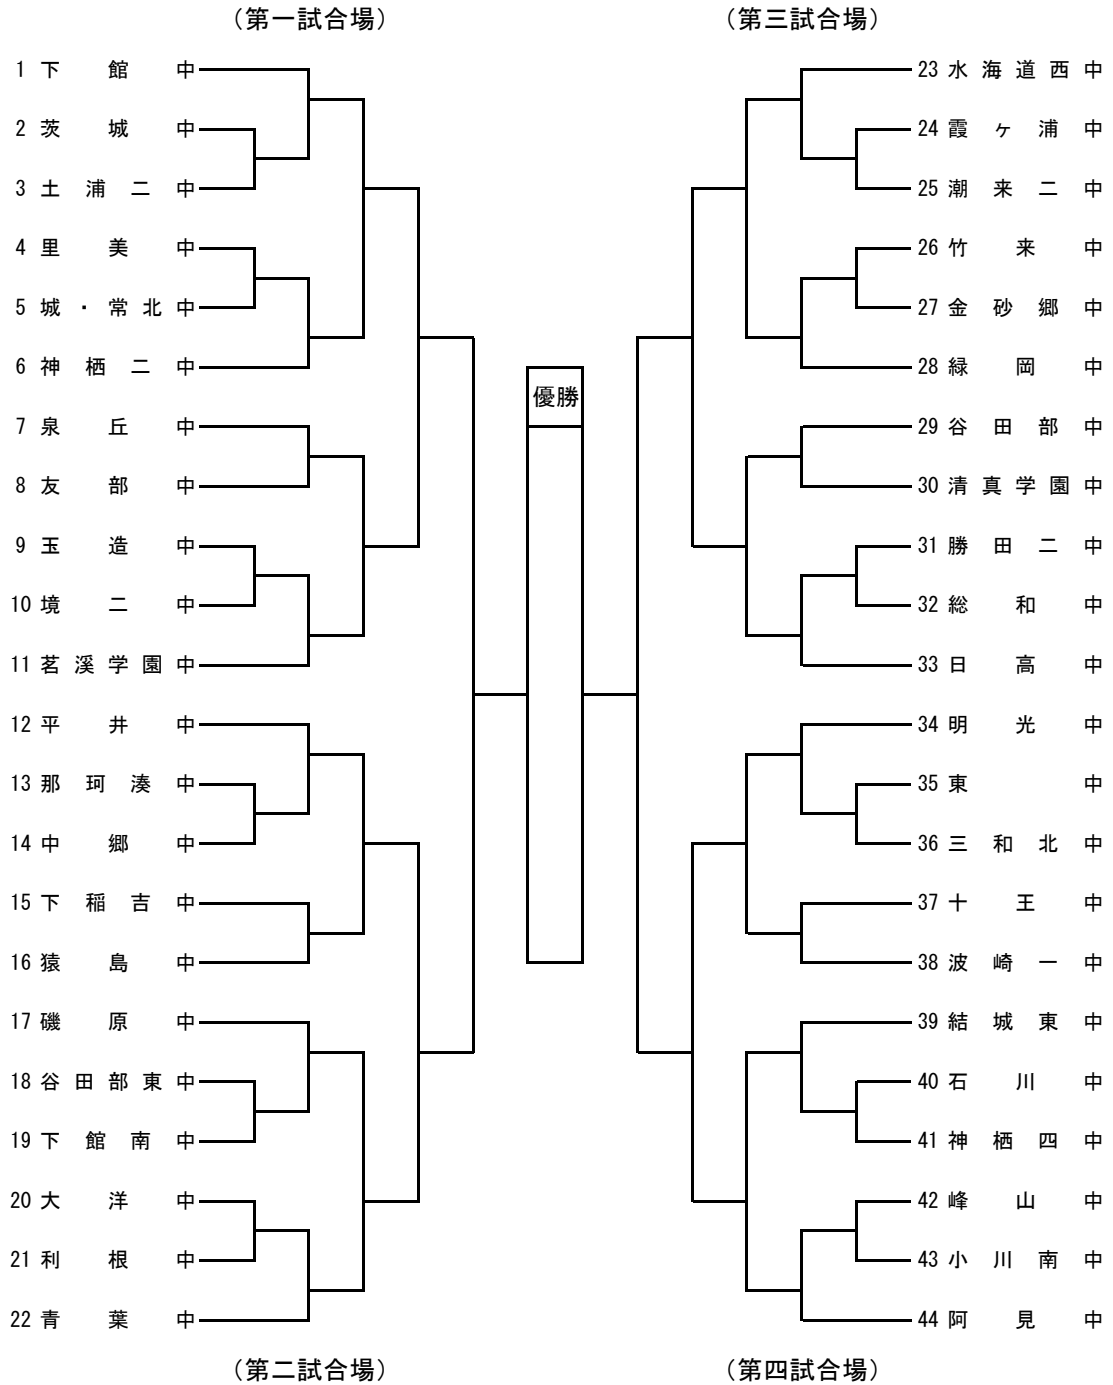 （第一試合場）
1 下館中
2 茨城中
3 土浦二中
4 里美中
5 城・常北中
6 神栖二中
7 泉丘中
8 友部中
9 玉造中
10 境二中
11 茗溪学園中
12 平井中
13 那珂湊中
14 中郷中
15 下稲吉中
16 猿島中
17 磯原中
18 谷田部東中
19 下館南中
20 大洋中
21 利根中
22 青葉中
（第二試合場）
優勝
（第三試合場）
23 水海道西中
24 霞ヶ浦中
25 潮来二中
26 竹来中
27 金砂郷中
28 緑岡中
29 谷田部中
30 清真学園中
31 勝田二中
32 総和中
33 日高中
34 明光中
35 東中
36 三和北中
37 十王中
38 波崎一中
39 結城東中
40 石川中
41 神栖四中
42 峰山中
43 小川南中
44 阿見中
（第四試合場）